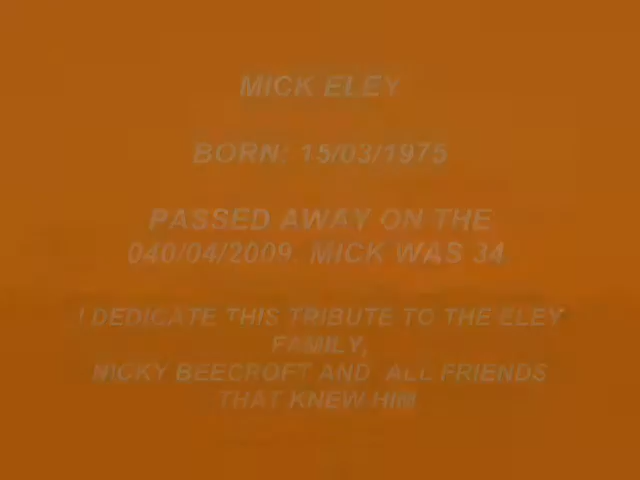 MICK ELEY
BORN: 15/03/1975
PASSED AWAY ON THE
040/04/2009. MICK WAS 34.
I DEDICATE THIS TRIBUTE TO THE ELEY
FAMILY,
NICKY BEECROFT AND ALL FRIENDS
THAT KNEW HIM